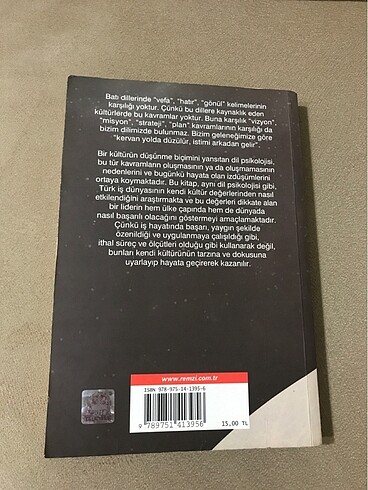 Batı dillerinde "vefa", "hatır", "gönül" kelimelerinin
karşılığı yoktur. Çünkü bu dillere kaynaklık eden
kültürlerde bu kavramlar yoktur. Buna karşılık "vizyon",
"misyon", "strateji", "plan" kavramlarının karşılığı da
bizim dilimizde bulunmaz. Bizim geleneğimize göre
"kervan yolda düzülür, istimi arkadan gelir".
Bir kültürün düşünme biçimini yansıtan dil psikolojisi,
bu tür kavramların oluşmasının ya da oluşmamasının
nedenlerini ve bugünkü hayata olan izdüşümlerini
ortaya koymaktadır. Bu kitap, aynı dil psikolojisi gibi,
Türk iş dünyasının kendi kültür değerlerinden nasıl
etkilendiğini araştırmakta ve bu değerleri dikkate alan
bir liderin hem ülke çapında hem de dünyada
nasıl başarılı olacağını göstermeyi amaçlamaktadır.
Çünkü iş hayatında başarı, yaygın şekilde
özenildiği ve uygulanmaya çalışıldığı gibi,
ithal süreç ve ölçütleri olduğu gibi kullanarak değil,
bunları kendi kültürünün tarzına ve dokusuna
uyarlayıp hayata geçirerek kazanılır.
www.remzi.com.tr
ISBN 978-975-14-1395-6
9 789751 413956
15,00 TL